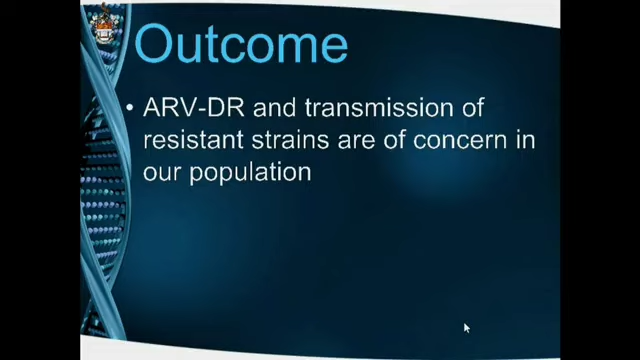 Outcome
• ARV-DR and transmission of
resistant strains are of concern in
our population